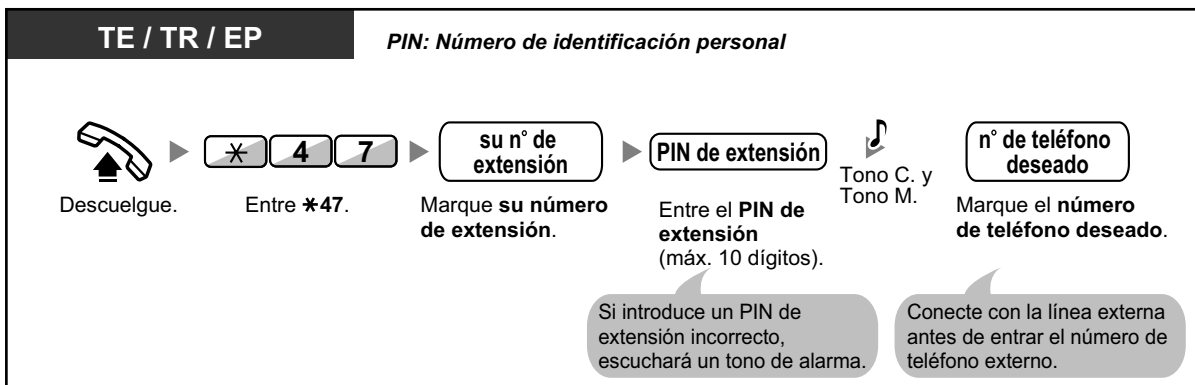 TE / TR / EP
PIN: Número de identificación personal
* 4 7
su n° de
extensión
PIN de extensión
n° de teléfono
deseado
Descuelgue.
Entre *47.
Marque su número
de extensión.
Entre el PIN de
extensión
(máx. 10 dígitos).
Tono C. y
Tono M.
Marque el número
de teléfono deseado.
Si introduce un PIN de
extensión incorrecto,
escuchará un tono de alarma.
Conecte con la línea externa
antes de entrar el número de
teléfono externo.